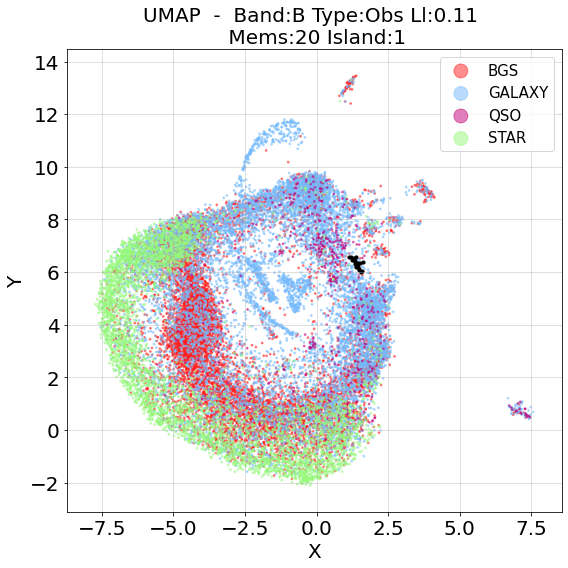 UMAP  -  Band:B Type:Obs Ll:0.11
Mems:20 Island:1
BGS
GALAXY
QSO
STAR
14
12
10
8
6
4
2
0
−2
Y
−7.5 −5.0 −2.5 0.0 2.5 5.0 7.5
X